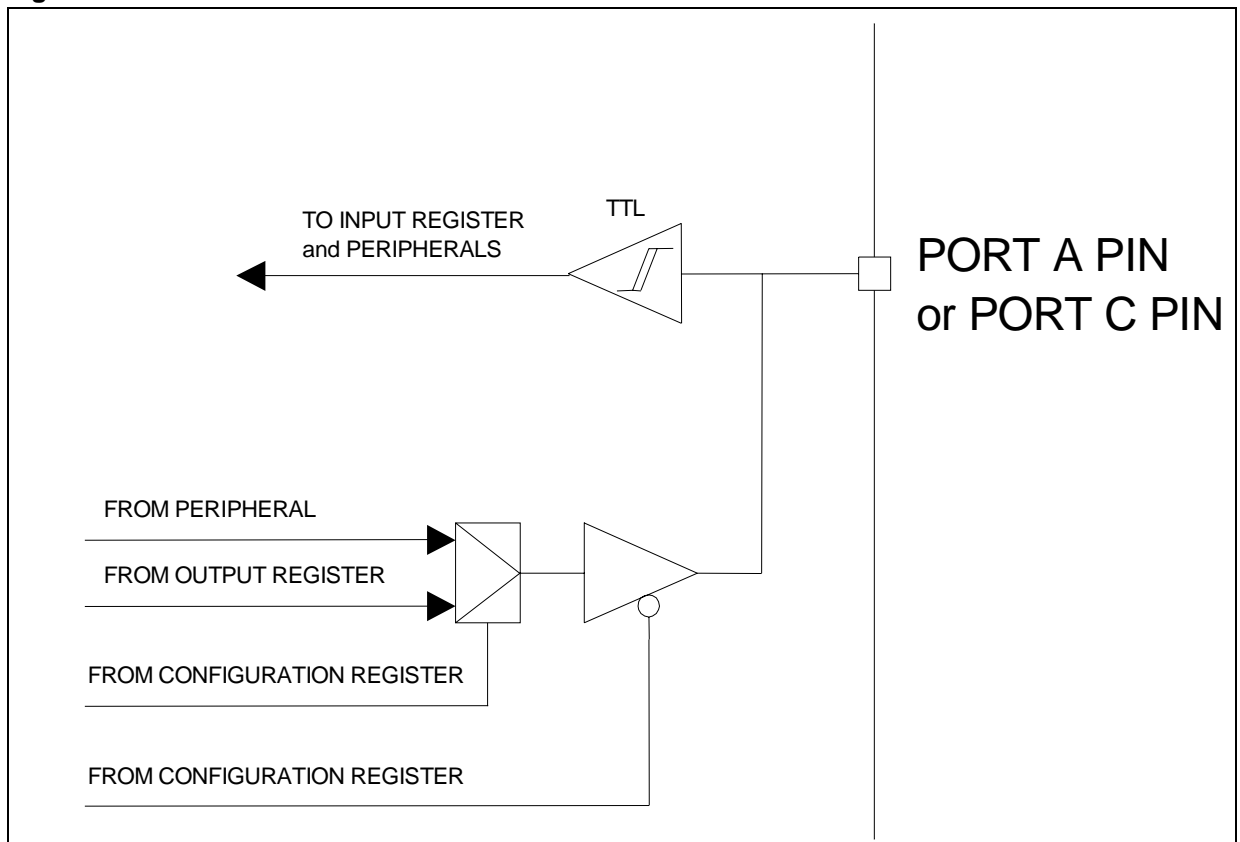 TTL
TO INPUT REGISTER
and PERIPHERALS
PORT A PIN
or PORT C PIN
FROM PERIPHERAL
FROM OUTPUT REGISTER
FROM CONFIGURATION REGISTER
FROM CONFIGURATION REGISTER